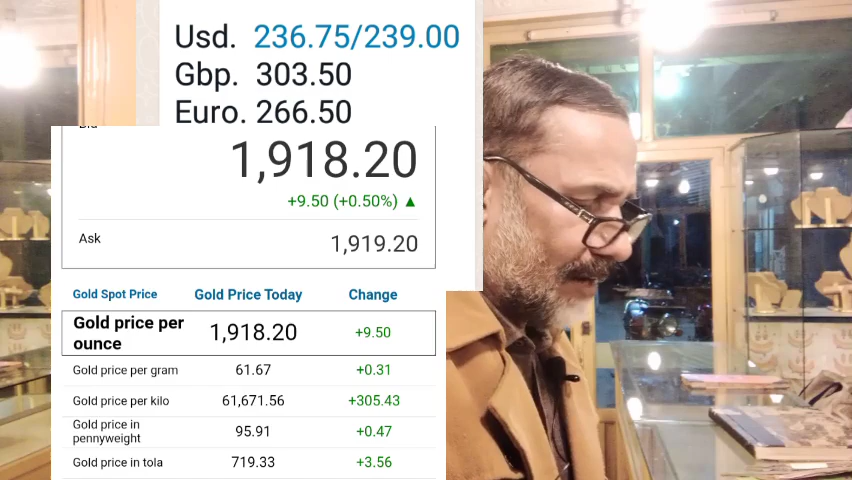 Usd. 236.75/239.00
Gbp. 303.50
Euro. 266.50
1,918.20
+9.50 (+0.50%) ▲
Ask 1,919.20
Gold Spot Price Gold Price Today Change
Gold price per ounce 1,918.20 +9.50
Gold price per gram 61.67 +0.31
Gold price per kilo 61,671.56 +305.43
Gold price in pennyweight 95.91 +0.47
Gold price in tola 719.33 +3.56